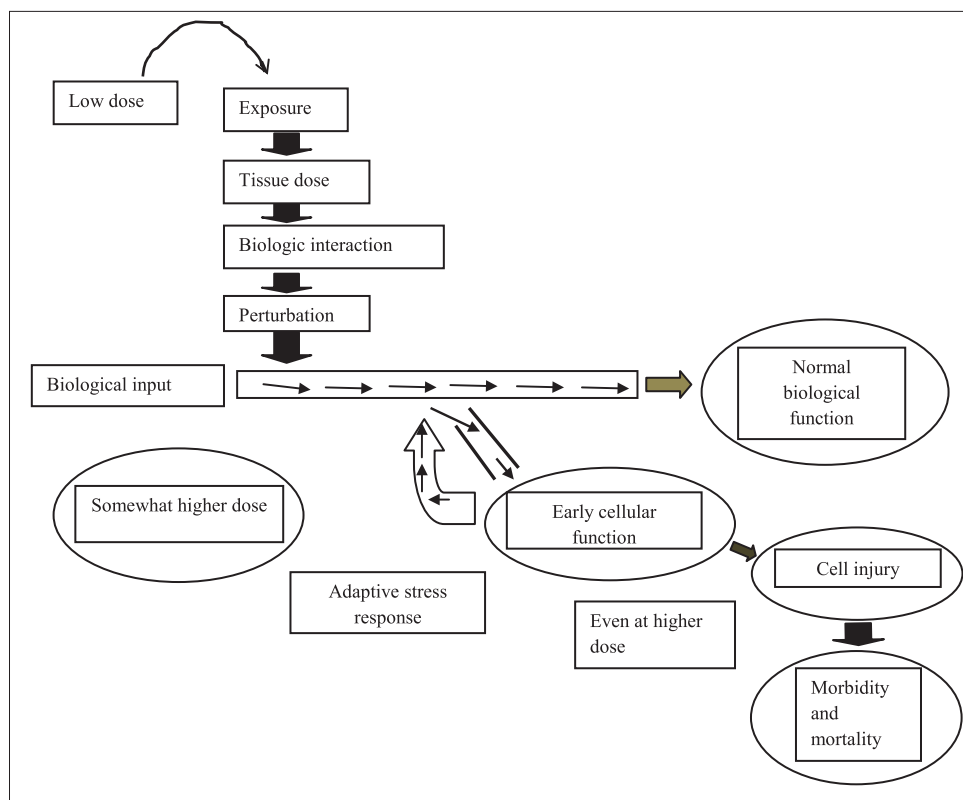 Low dose
Exposure
Tissue dose
Biologic interaction
Perturbation
Biological input
Normal
biological
function
Somewhat higher dose
Early cellular
function
Cell injury
Adaptive stress
response
Even at higher
dose
Morbidity
and
mortality